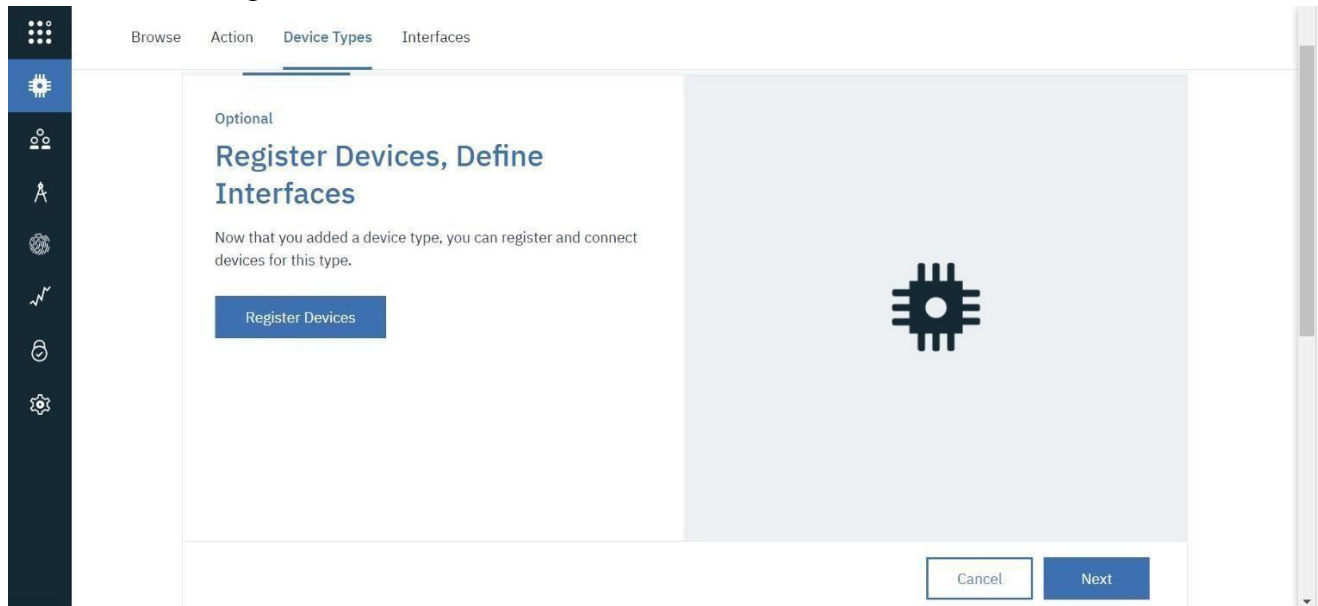 Browse Action Device Types Interfaces
Optional
Register Devices, Define
Interfaces
Now that you added a device type, you can register and connect
devices for this type.
Register Devices
Cancel Next